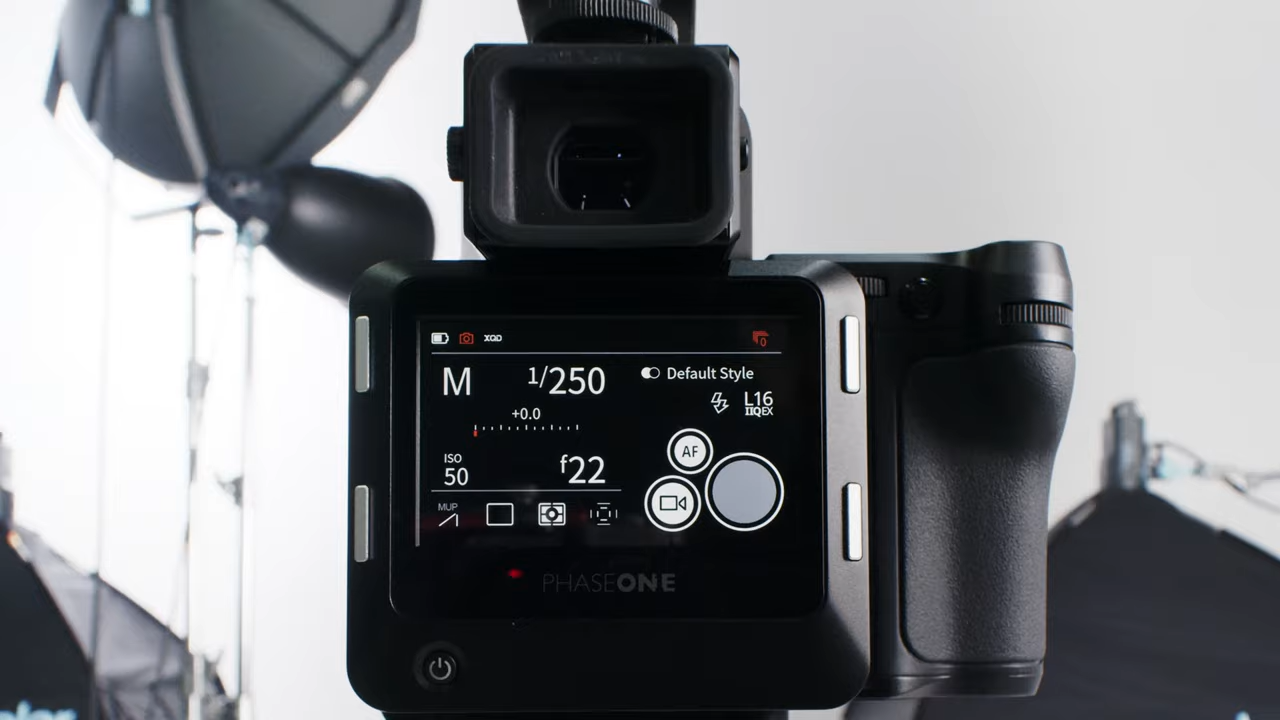 XQD
0
M 1/250 Default Style
+0.0 L16
IIQEX
AF
ISO
50 f22
MUP
PHASEONE